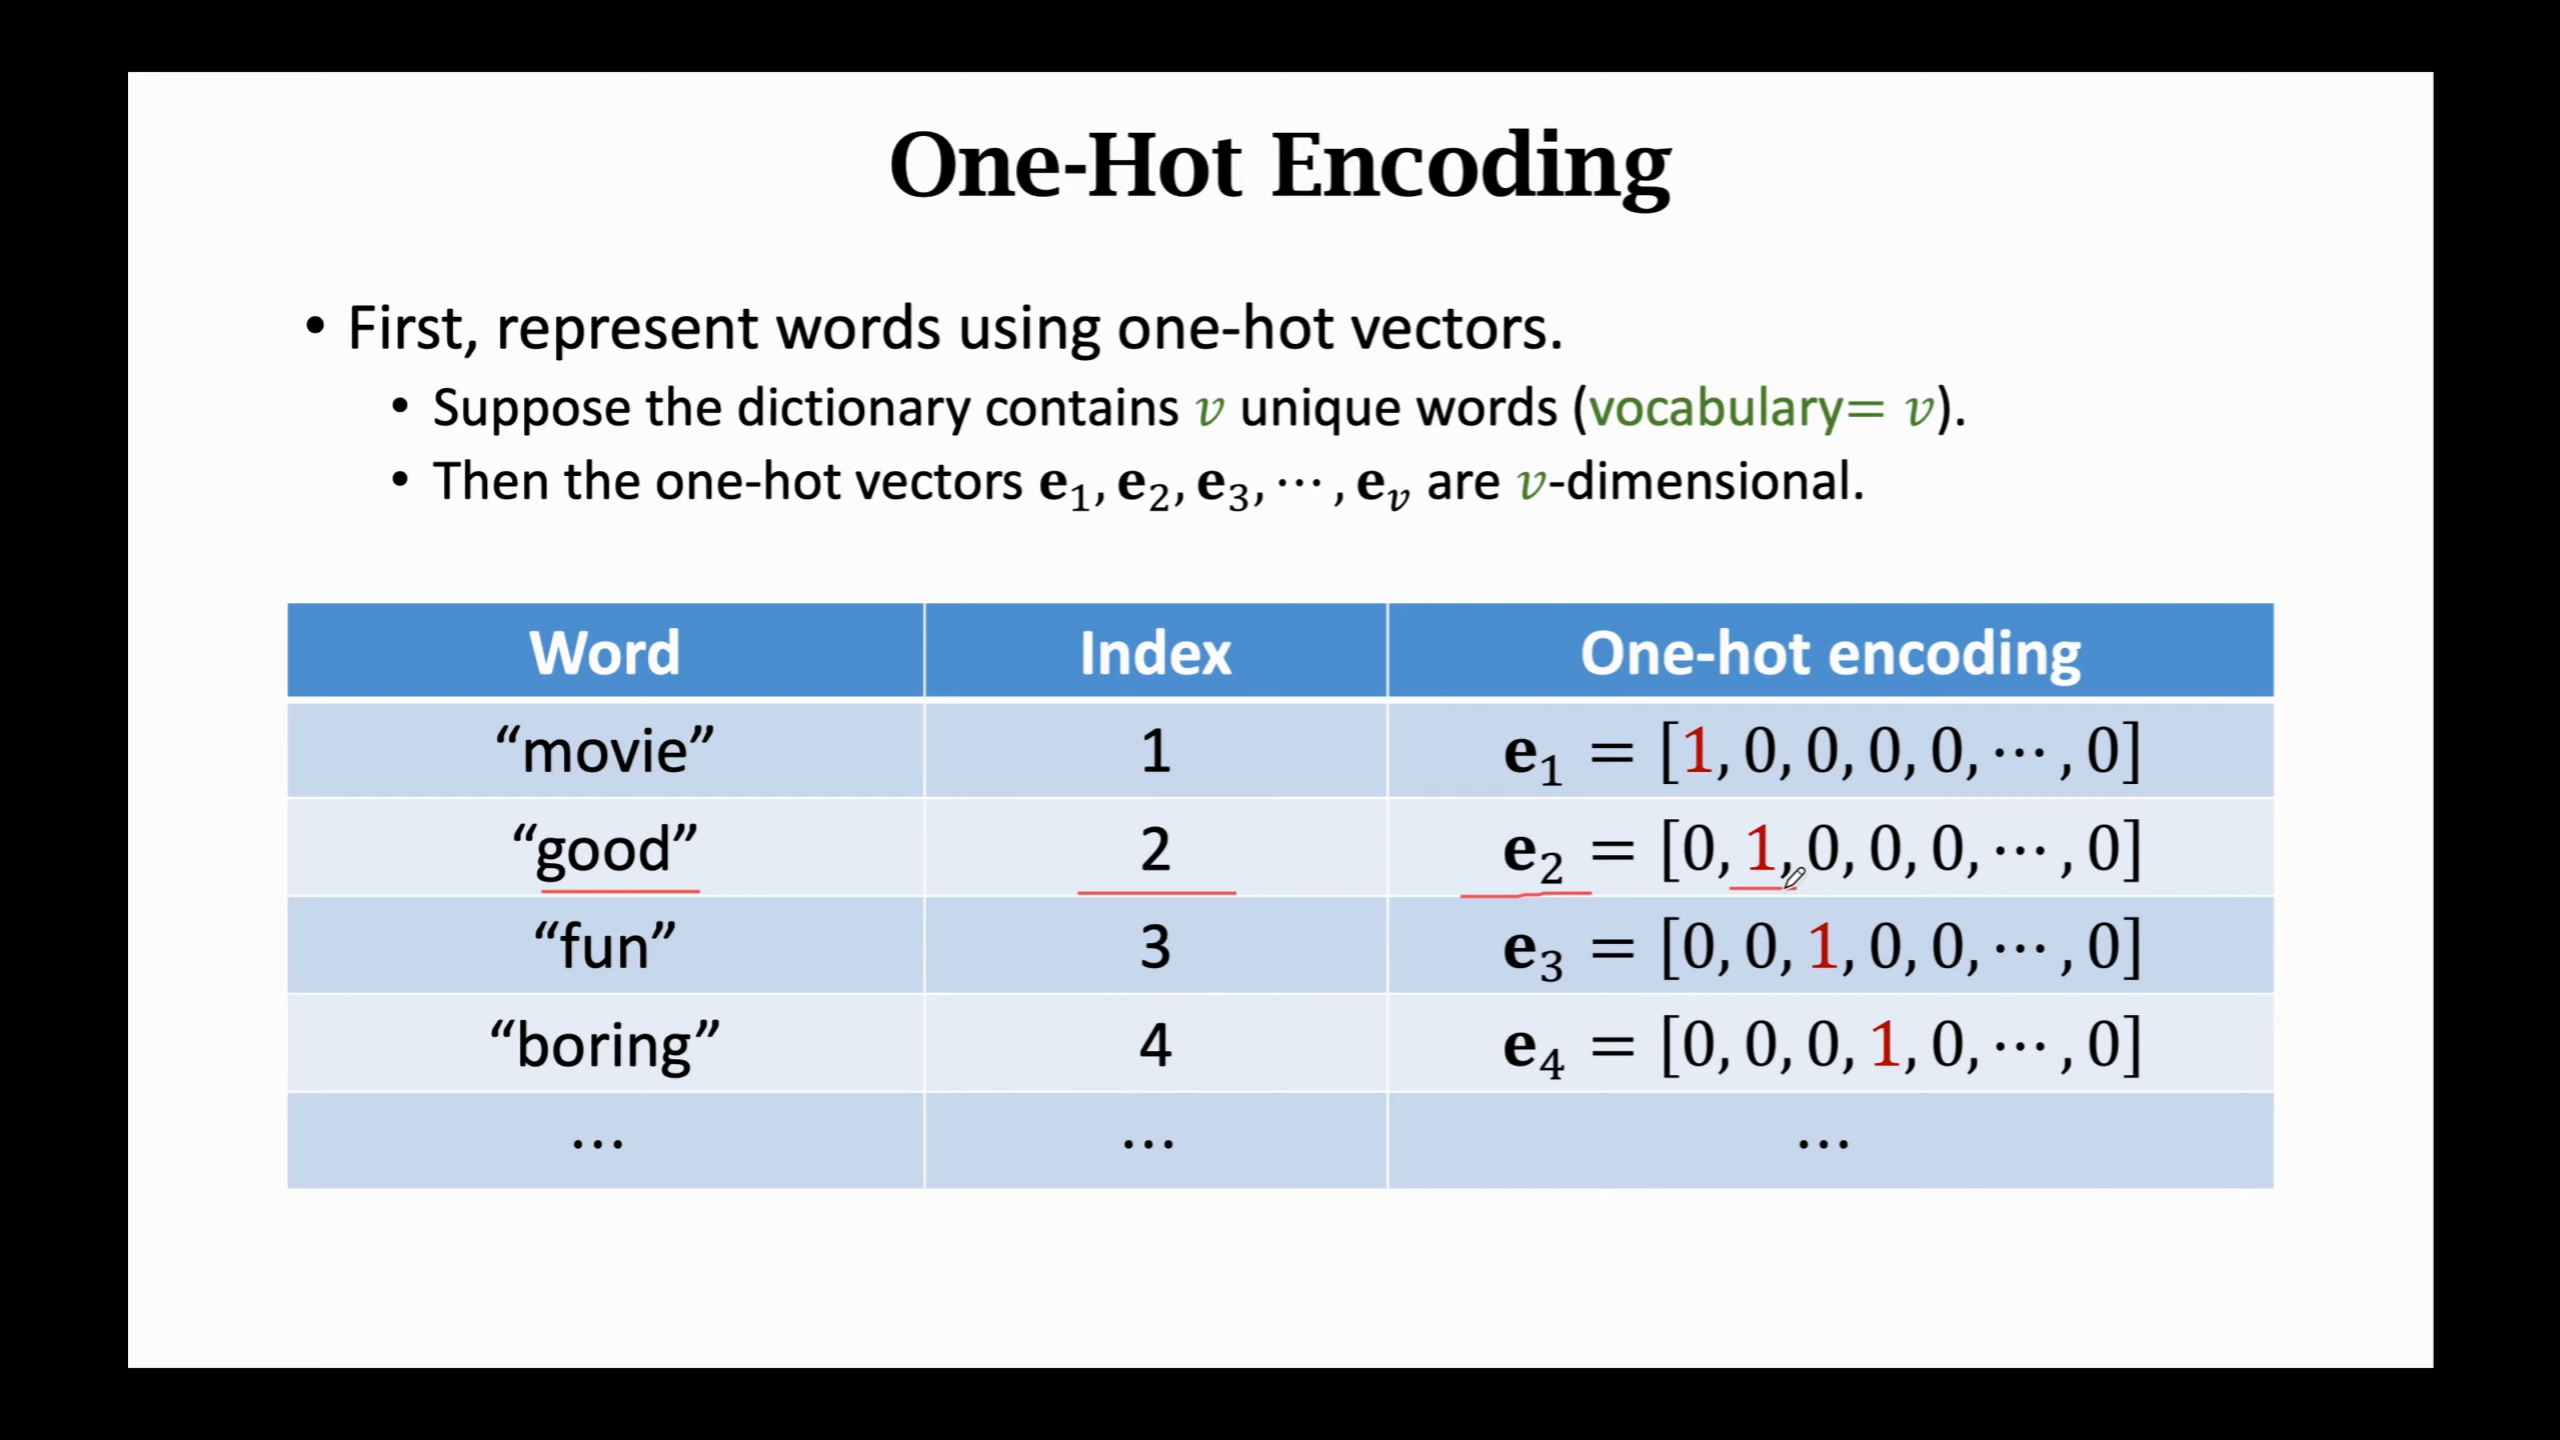 One-Hot Encoding
• First, represent words using one-hot vectors.
• Suppose the dictionary contains v unique words (vocabulary= v).
• Then the one-hot vectors e₁, e₂, e₃, ⋯ , eᵥ are v-dimensional.
Word Index One-hot encoding
“movie” 1 e₁ = [1, 0, 0, 0, 0, ⋯ , 0]
“good” 2 e₂ = [0, 1, 0, 0, 0, ⋯ , 0]
“fun” 3 e₃ = [0, 0, 1, 0, 0, ⋯ , 0]
“boring” 4 e₄ = [0, 0, 0, 1, 0, ⋯ , 0]
⋯ ⋯ ⋯